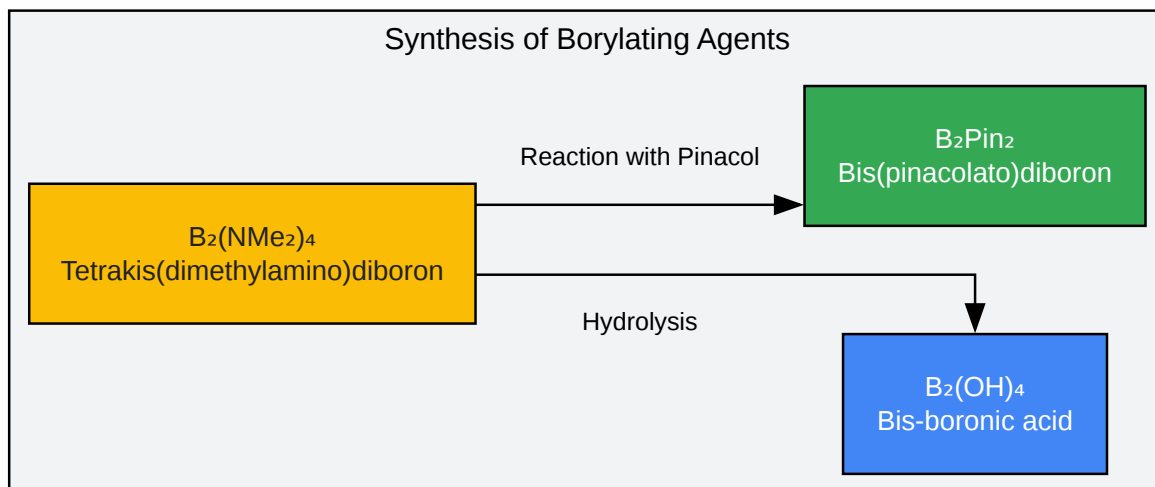 Synthesis of Borylating Agents
B₂Pin₂
Bis(pinacolato)diboron
Reaction with Pinacol
B₂(NMe₂)₄
Tetrakis(dimethylamino)diboron
Hydrolysis
B₂(OH)₄
Bis-boronic acid